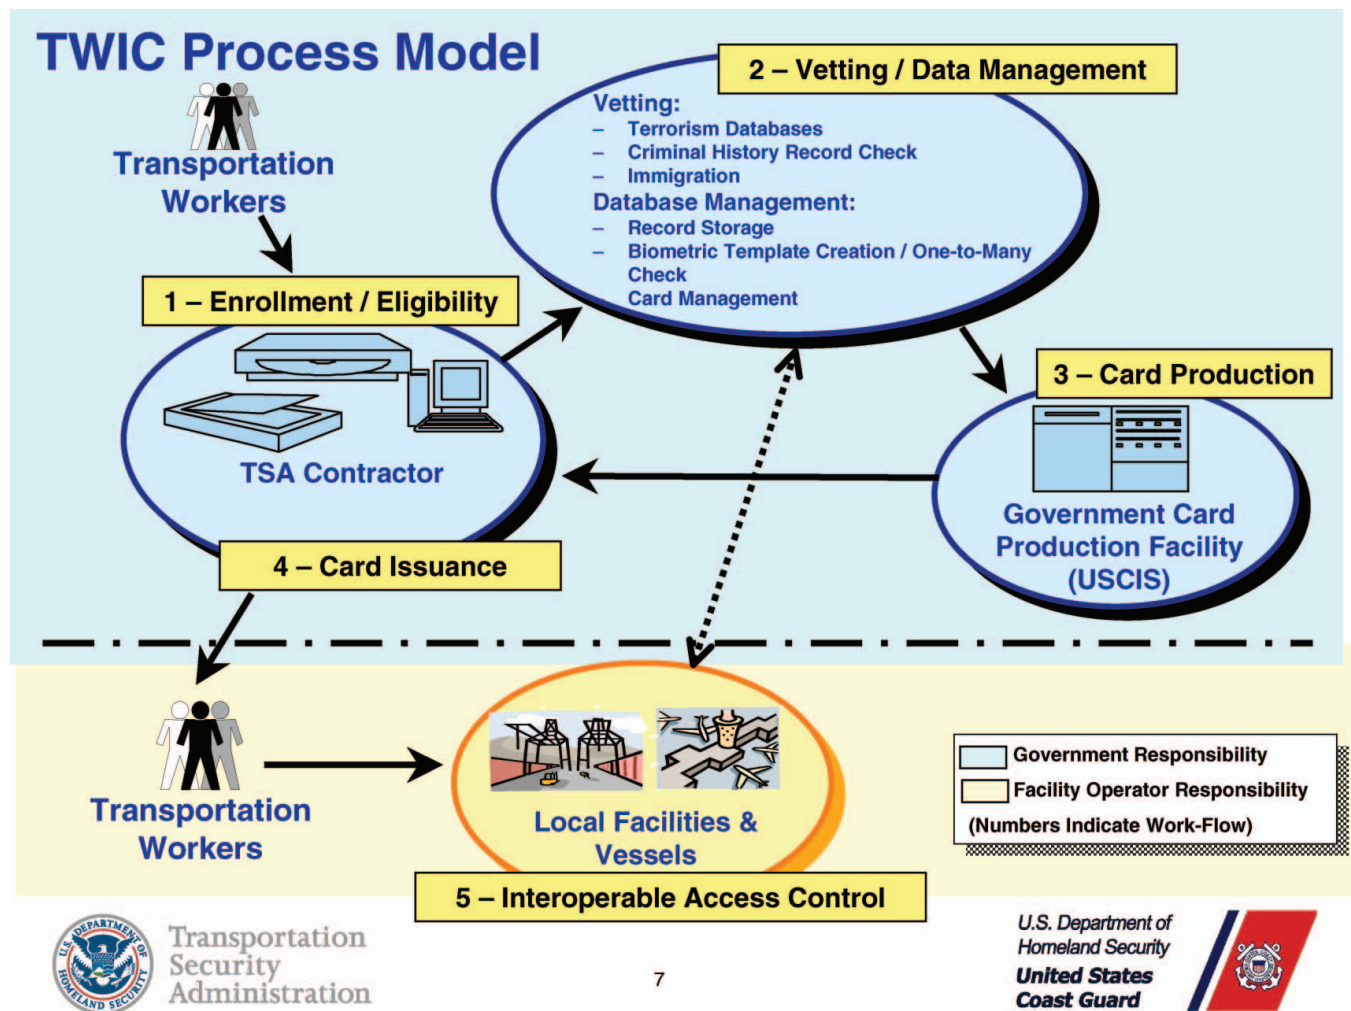 TWIC Process Model
Transportation
Workers
2 – Vetting / Data Management
Vetting:
– Terrorism Databases
– Criminal History Record Check
– Immigration
Database Management:
– Record Storage
– Biometric Template Creation / One-to-Many
Check
Card Management
1 – Enrollment / Eligibility
TSA Contractor
3 – Card Production
Government Card
Production Facility
(USCIS)
4 – Card Issuance
Transportation
Workers
Local Facilities &
Vessels
5 – Interoperable Access Control
Government Responsibility
Facility Operator Responsibility
(Numbers Indicate Work-Flow)
U.S. DEPARTMENT OF
HOMELAND SECURITY
Transportation
Security
Administration
7
U.S. Department of
Homeland Security
United States
Coast Guard